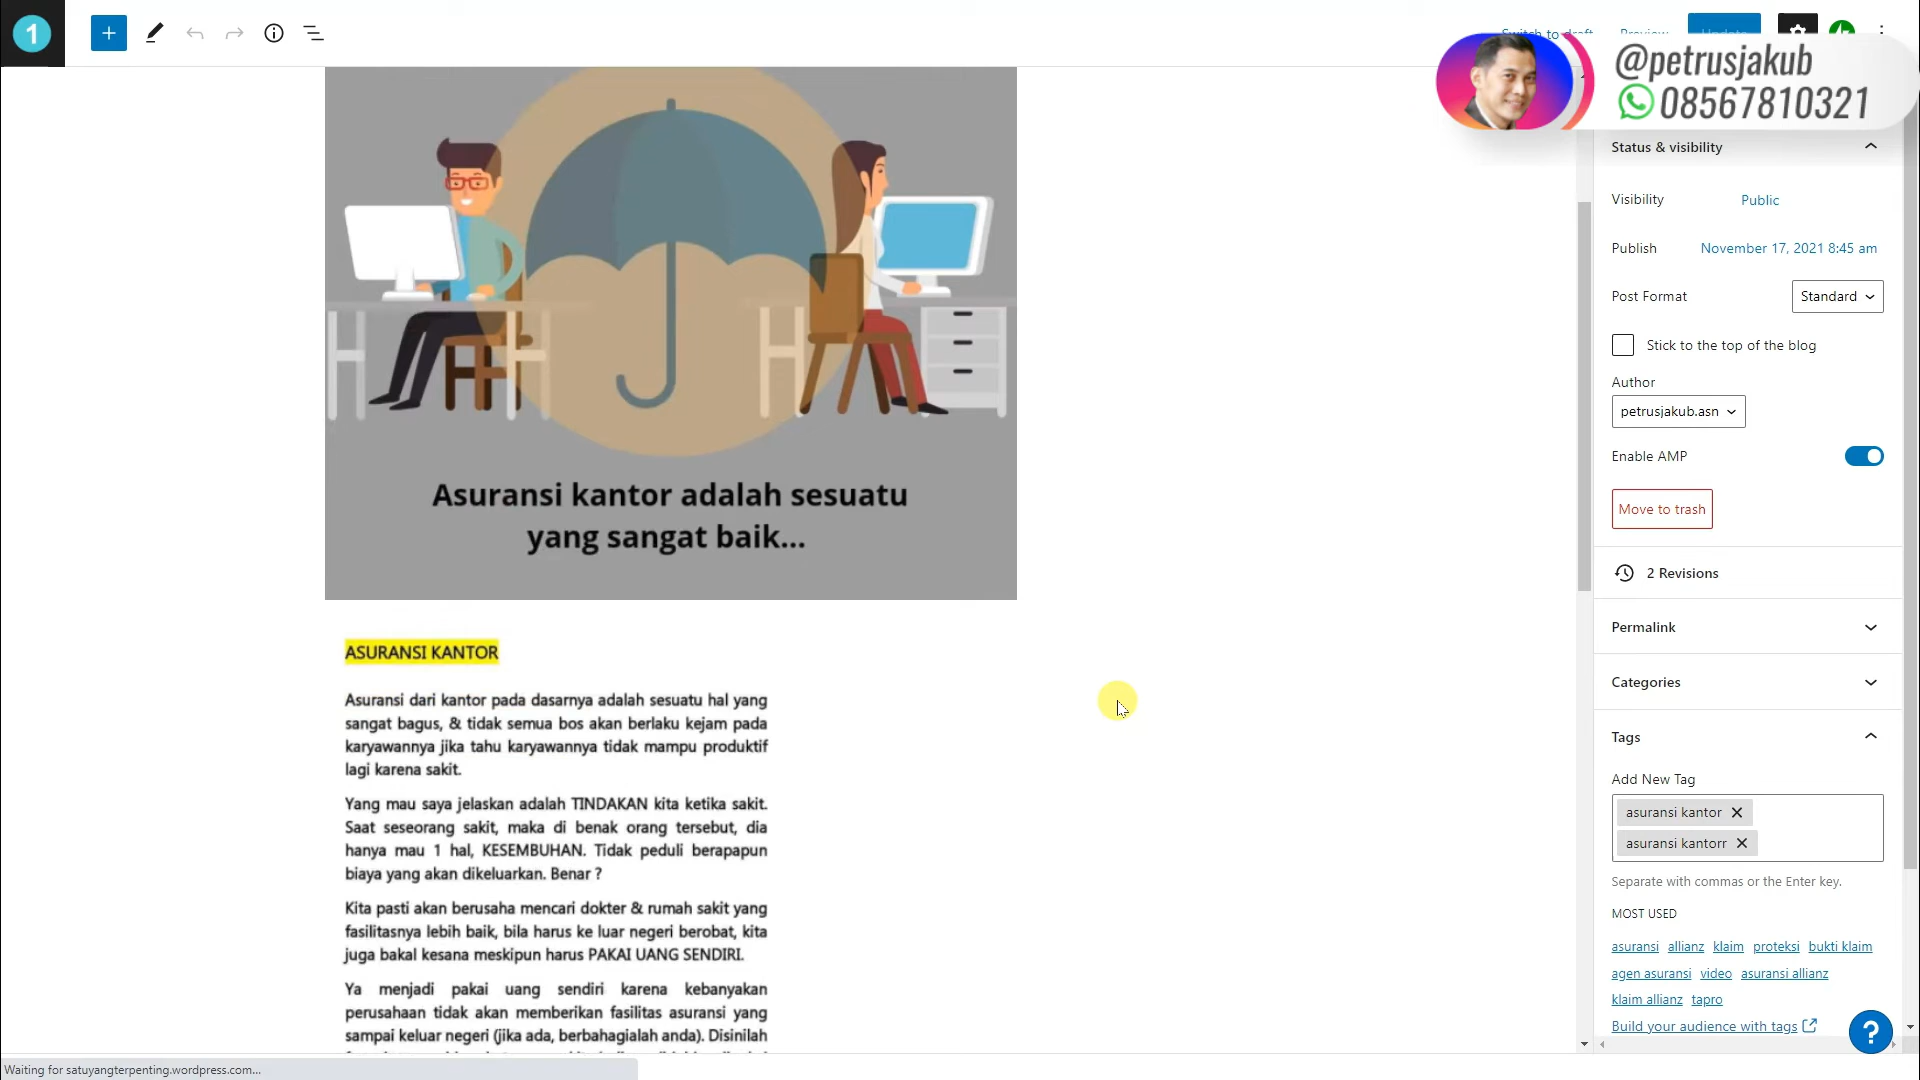 1
Switch to draft
Preview
Update
@petrusjakub
08567810321
Status & visibility
Visibility
Public
Publish
November 17, 2021 8:45 am
Post Format
Standard
Stick to the top of the blog
Author
petrusjakub.asn
Enable AMP
Move to trash
2 Revisions
Permalink
Categories
Tags
Add New Tag
asuransi kantor
asuransi kantorr
Separate with commas or the Enter key.
MOST USED
asuransi allianz klaim proteksi bukti klaim
agen asuransi video asuransi allianz
klaim allianz tapro
Build your audience with tags
?
Asuransi kantor adalah sesuatu
yang sangat baik...
ASURANSI KANTOR
Asuransi dari kantor pada dasarnya adalah sesuatu hal yang
sangat bagus, & tidak semua bos akan berlaku kejam pada
karyawannya jika tahu karyawannya tidak mampu produktif
lagi karena sakit.
Yang mau saya jelaskan adalah TINDAKAN kita ketika sakit.
Saat seseorang sakit, maka di benak orang tersebut, dia
hanya mau 1 hal, KESEMBUHAN. Tidak peduli berapapun
biaya yang akan dikeluarkan. Benar ?
Kita pasti akan berusaha mencari dokter & rumah sakit yang
fasilitasnya lebih baik, bila harus ke luar negeri berobat, kita
juga bakal kesana meskipun harus PAKAI UANG SENDIRI.
Ya menjadi pakai uang sendiri karena kebanyakan
perusahaan tidak akan memberikan fasilitas asuransi yang
sampai keluar negeri (jika ada, berbahagialah anda). Disinilah
Waiting for satuyangterpenting.wordpress.com...